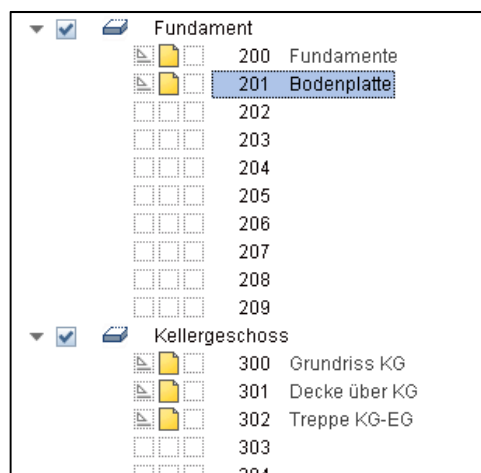 Fundament
200 Fundamente
201 Bodenplatte
202
203
204
205
206
207
208
209
Kellergeschoss
300 Grundriss KG
301 Decke über KG
302 Treppe KG-EG
303
304